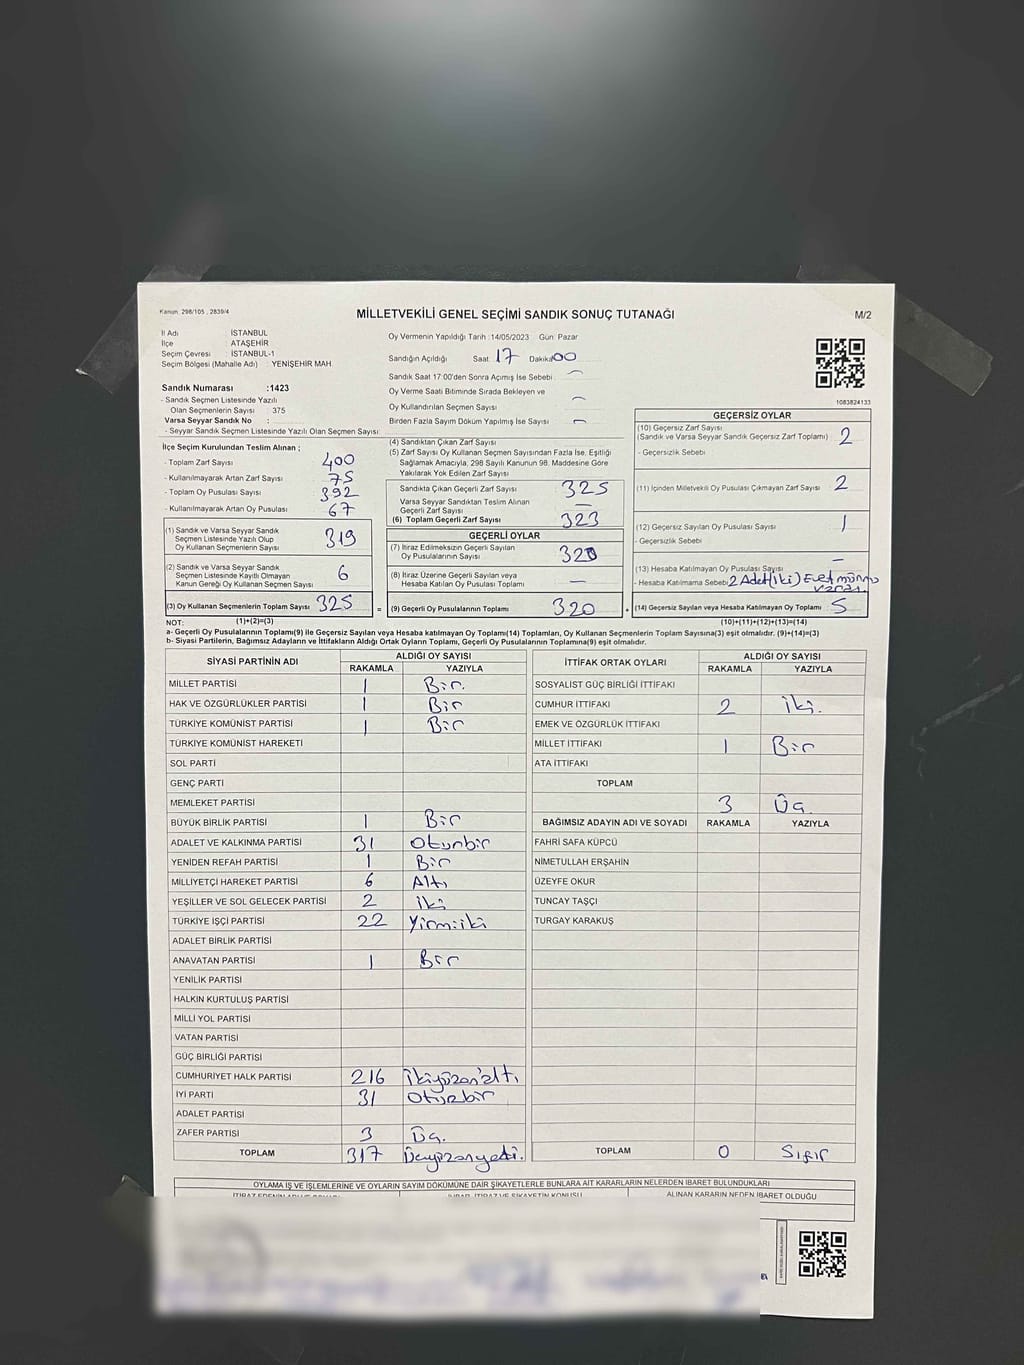 Kanun, 298/105 , 2839/4
MİLLETVEKİLİ GENEL SEÇİMİ SANDIK SONUÇ TUTANAĞI
M/2
İl Adı : İSTANBUL
İlçe : ATAŞEHİR
Seçim Çevresi : İSTANBUL-1
Seçim Bölgesi (Mahalle Adı) : YENİŞEHİR MAH.
Sandık Numarası :1423
- Sandık Seçmen Listesinde Yazılı
Olan Seçmenlerin Sayısı : 375
Varsa Seyyar Sandık No :
- Seyyar Sandık Seçmen Listesinde Yazılı Olan Seçmen Sayısı:
Oy Vermenin Yapıldığı Tarih :14/05/2023 Gün: Pazar
Sandığın Açıldığı Saat 17 Dakika 00
Sandık Saat 17:00'den Sonra Açımış İse Sebebi :
Oy Verme Saati Bitiminde Sırada Bekleyen ve
Oy Kullandırılan Seçmen Sayısı
Birden Fazla Sayım Döküm Yapılmış İse Sayısı
1083824133
İlçe Seçim Kurulundan Teslim Alınan ;
- Toplam Zarf Sayısı 400
- Kullanılmayarak Artan Zarf Sayısı 75
- Toplam Oy Pusulası Sayısı 392
- Kullanılmayarak Artan Oy Pusulası 67
(1) Sandık ve Varsa Seyyar Sandık
Seçmen Listesinde Yazılı Olup
Oy Kullanan Seçmenlerin Sayısı 319
(2) Sandık ve Varsa Seyyar Sandık
Seçmen Listesinde Kayıtlı Olmayan
Kanun Gereği Oy Kullanan Seçmen Sayısı 6
(3) Oy Kullanan Seçmenlerin Toplam Sayısı 325 =
(4) Sandıktan Çıkan Zarf Sayısı
(5) Zarf Sayısı Oy Kullanan Seçmen Sayısından Fazla İse, Eşitliği
Sağlamak Amacıyla, 298 Sayılı Kanunun 98. Maddesine Göre
Yakılarak Yok Edilen Zarf Sayısı
Sandıkta Çıkan Geçerli Zarf Sayısı 325
Varsa Seyyar Sandıktan Teslim Alınan
Geçerli Zarf Sayısı —
(6) Toplam Geçerli Zarf Sayısı 323
GEÇERLİ OYLAR
(7) İtiraz Edilmeksizin Geçerli Sayılan
Oy Pusulalarının Sayısı 320
(8) İtiraz Üzerine Geçerli Sayılan veya
Hesaba Katılan Oy Pusulası Toplamı —
(9) Geçerli Oy Pusulalarının Toplamı 320
GEÇERSİZ OYLAR
(10) Geçersiz Zarf Sayısı
(Sandık ve Varsa Seyyar Sandık Geçersiz Zarf Toplamı) 2
- Geçersizlik Sebebi
(11) İçinden Milletvekili Oy Pusulası Çıkmayan Zarf Sayısı 2
(12) Geçersiz Sayılan Oy Pusulası Sayısı 1
- Geçersizlik Sebebi
(13) Hesaba Katılmayan Oy Pusulası Sayısı —
- Hesaba Katılmama Sebebi 2 Adet (iki) Evet mührü
(14) Geçersiz Sayılan veya Hesaba Katılmayan Oy Toplamı 5
NOT: (1)+(2)=(3) (10)+(11)+(12)+(13)=(14)
a- Geçerli Oy Pusulalarının Toplamı(9) ile Geçersiz Sayılan veya Hesaba katılmayan Oy Toplamı(14) Toplamları, Oy Kullanan Seçmenlerin Toplam Sayısına(3) eşit olmalıdır. (9)+(14)=(3)
b- Siyasi Partilerin, Bağımsız Adayların ve İttifakların Aldığı Oy Sayıları, Ortak Oyların Toplamı, Geçerli Oy Pusulalarının Toplamına(9) eşit olmalıdır.
SİYASİ PARTİNİN ADI ALDIĞI OY SAYISI
RAKAMLA YAZIYLA
MİLLET PARTİSİ 1 Bir.
HAK VE ÖZGÜRLÜKLER PARTİSİ 1 Bir
TÜRKİYE KOMÜNİST PARTİSİ 1 Bir
TÜRKİYE KOMÜNİST HAREKETİ
SOL PARTİ
GENÇ PARTİ
MEMLEKET PARTİSİ
BÜYÜK BİRLİK PARTİSİ 1 Bir
ADALET VE KALKINMA PARTİSİ 31 Oturbir
YENİDEN REFAH PARTİSİ 1 Bir
MİLLİYETÇİ HAREKET PARTİSİ 6 Altı
YEŞİLLER VE SOL GELECEK PARTİSİ 2 iki
TÜRKİYE İŞÇİ PARTİSİ 22 Yirmiiki
ADALET BİRLİK PARTİSİ
ANAVATAN PARTİSİ 1 Bir
YENİLİK PARTİSİ
HALKIN KURTULUŞ PARTİSİ
MİLLİ YOL PARTİSİ
VATAN PARTİSİ
GÜÇ BİRLİĞİ PARTİSİ
CUMHURİYET HALK PARTİSİ 216 ikiyüzon'altı
İYİ PARTİ 31 Otuzbir
ADALET PARTİSİ
ZAFER PARTİSİ 3 Üç.
TOPLAM 317 Üçyüzonyedi.
İTTİFAK ORTAK OYLARI ALDIĞI OY SAYISI
RAKAMLA YAZIYLA
SOSYALİST GÜÇ BİRLİĞİ İTTİFAKI
CUMHUR İTTİFAKI 2 iki.
EMEK VE ÖZGÜRLÜK İTTİFAKI
MİLLET İTTİFAKI 1 Bir
ATA İTTİFAKI
TOPLAM
3 Üç
BAĞIMSIZ ADAYIN ADI VE SOYADI RAKAMLA YAZIYLA
FAHRİ SAFA KÜPCÜ
NİMETULLAH ERŞAHİN
ÜZEYFE OKUR
TUNCAY TAŞÇI
TURGAY KARAKUŞ
TOPLAM 0 Sıfır
OYLAMA İŞ VE İŞLEMLERİNE VE OYLARIN SAYIM DÖKÜMÜNE DAİR ŞİKAYETLERLE BUNLARA AİT KARARLARIN NELERDEN İBARET BULUNDUKLARI
ALINAN KARARIN NEDEN İBARET OLDUĞU